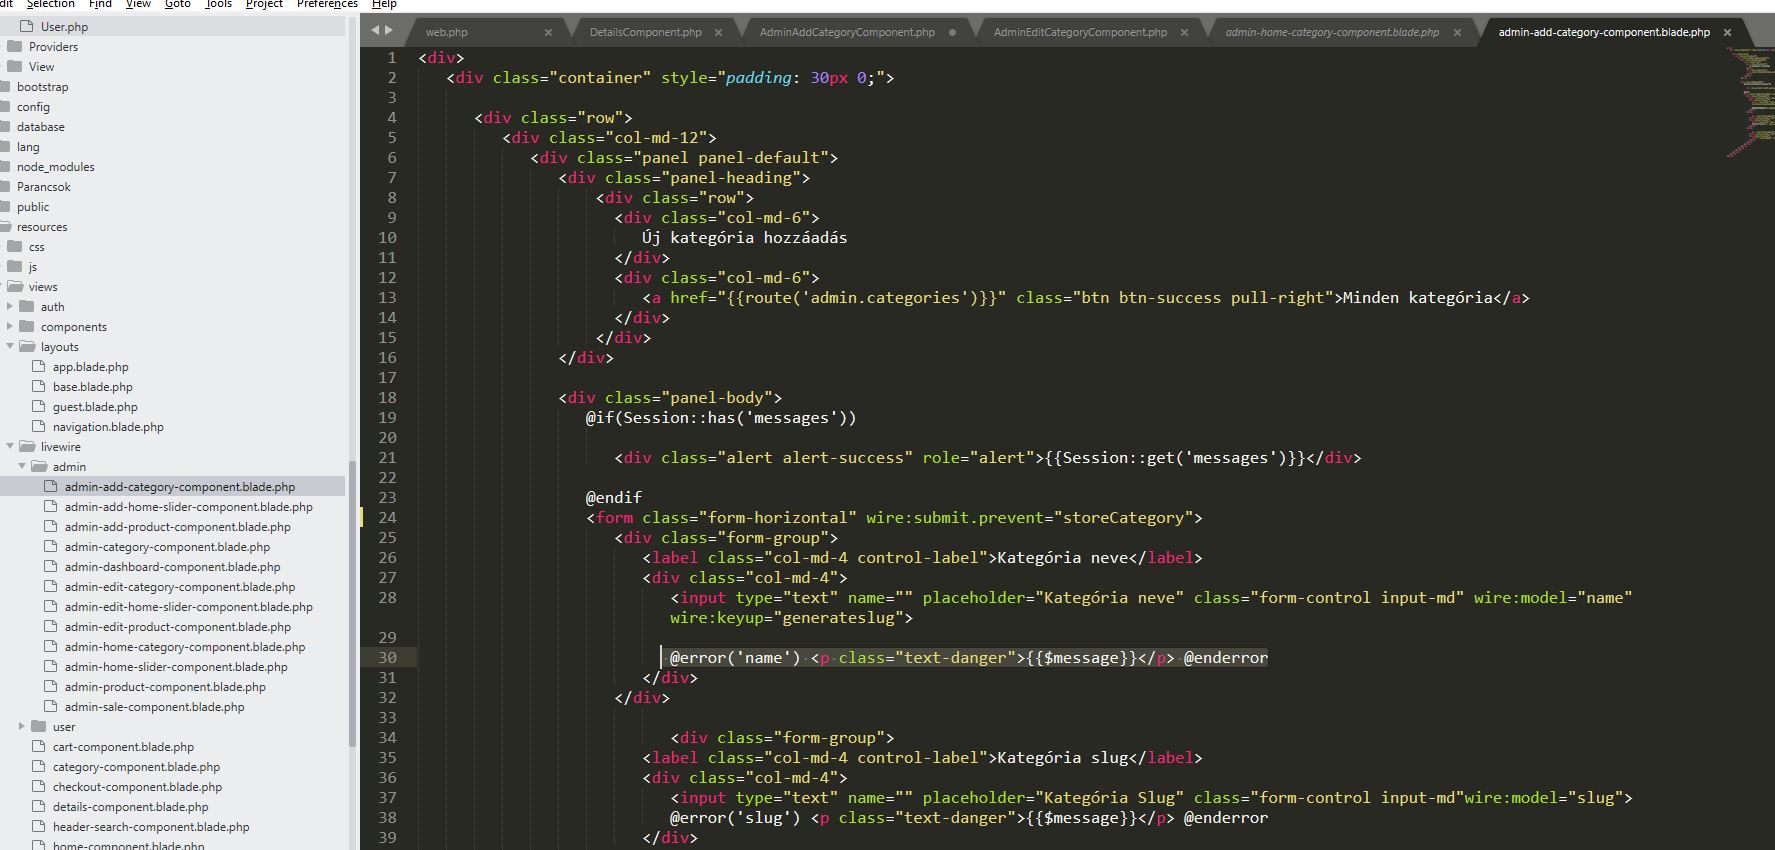 dit Selection Find View Goto Tools Project Preferences Help
User.php
Providers
View
bootstrap
config
database
lang
node_modules
Parancsok
public
resources
css
js
views
auth
components
layouts
app.blade.php
base.blade.php
guest.blade.php
navigation.blade.php
livewire
admin
admin-add-category-component.blade.php
admin-add-home-slider-component.blade.php
admin-add-product-component.blade.php
admin-category-component.blade.php
admin-dashboard-component.blade.php
admin-edit-category-component.blade.php
admin-edit-home-slider-component.blade.php
admin-edit-product-component.blade.php
admin-home-category-component.blade.php
admin-home-slider-component.blade.php
admin-product-component.blade.php
admin-sale-component.blade.php
user
cart-component.blade.php
category-component.blade.php
checkout-component.blade.php
details-component.blade.php
header-search-component.blade.php
home-component.blade.php
web.php × DetailsComponent.php × AdminAddCategoryComponent.php ● AdminEditCategoryComponent.php × admin-home-category-component.blade.php × admin-add-category-component.blade.php ×
1 <div>
2 <div class="container" style="padding: 30px 0;">
3
4 <div class="row">
5 <div class="col-md-12">
6 <div class="panel panel-default">
7 <div class="panel-heading">
8 <div class="row">
9 <div class="col-md-6">
10 Új kategória hozzáadás
11 </div>
12 <div class="col-md-6">
13 <a href="{{route('admin.categories')}}" class="btn btn-success pull-right">Minden kategória</a>
14 </div>
15 </div>
16 </div>
17
18 <div class="panel-body">
19 @if(Session::has('messages'))
20
21 <div class="alert alert-success" role="alert">{{Session::get('messages')}}</div>
22
23 @endif
24 <form class="form-horizontal" wire:submit.prevent="storeCategory">
25 <div class="form-group">
26 <label class="col-md-4 control-label">Kategória neve</label>
27 <div class="col-md-4">
28 <input type="text" name="" placeholder="Kategória neve" class="form-control input-md" wire:model="name"
wire:keyup="generateslug">
29
30 @error('name') <p class="text-danger">{{$message}}</p> @enderror
31 </div>
32 </div>
33
34 <div class="form-group">
35 <label class="col-md-4 control-label">Kategória slug</label>
36 <div class="col-md-4">
37 <input type="text" name="" placeholder="Kategória Slug" class="form-control input-md"wire:model="slug">
38 @error('slug') <p class="text-danger">{{$message}}</p> @enderror
39 </div>